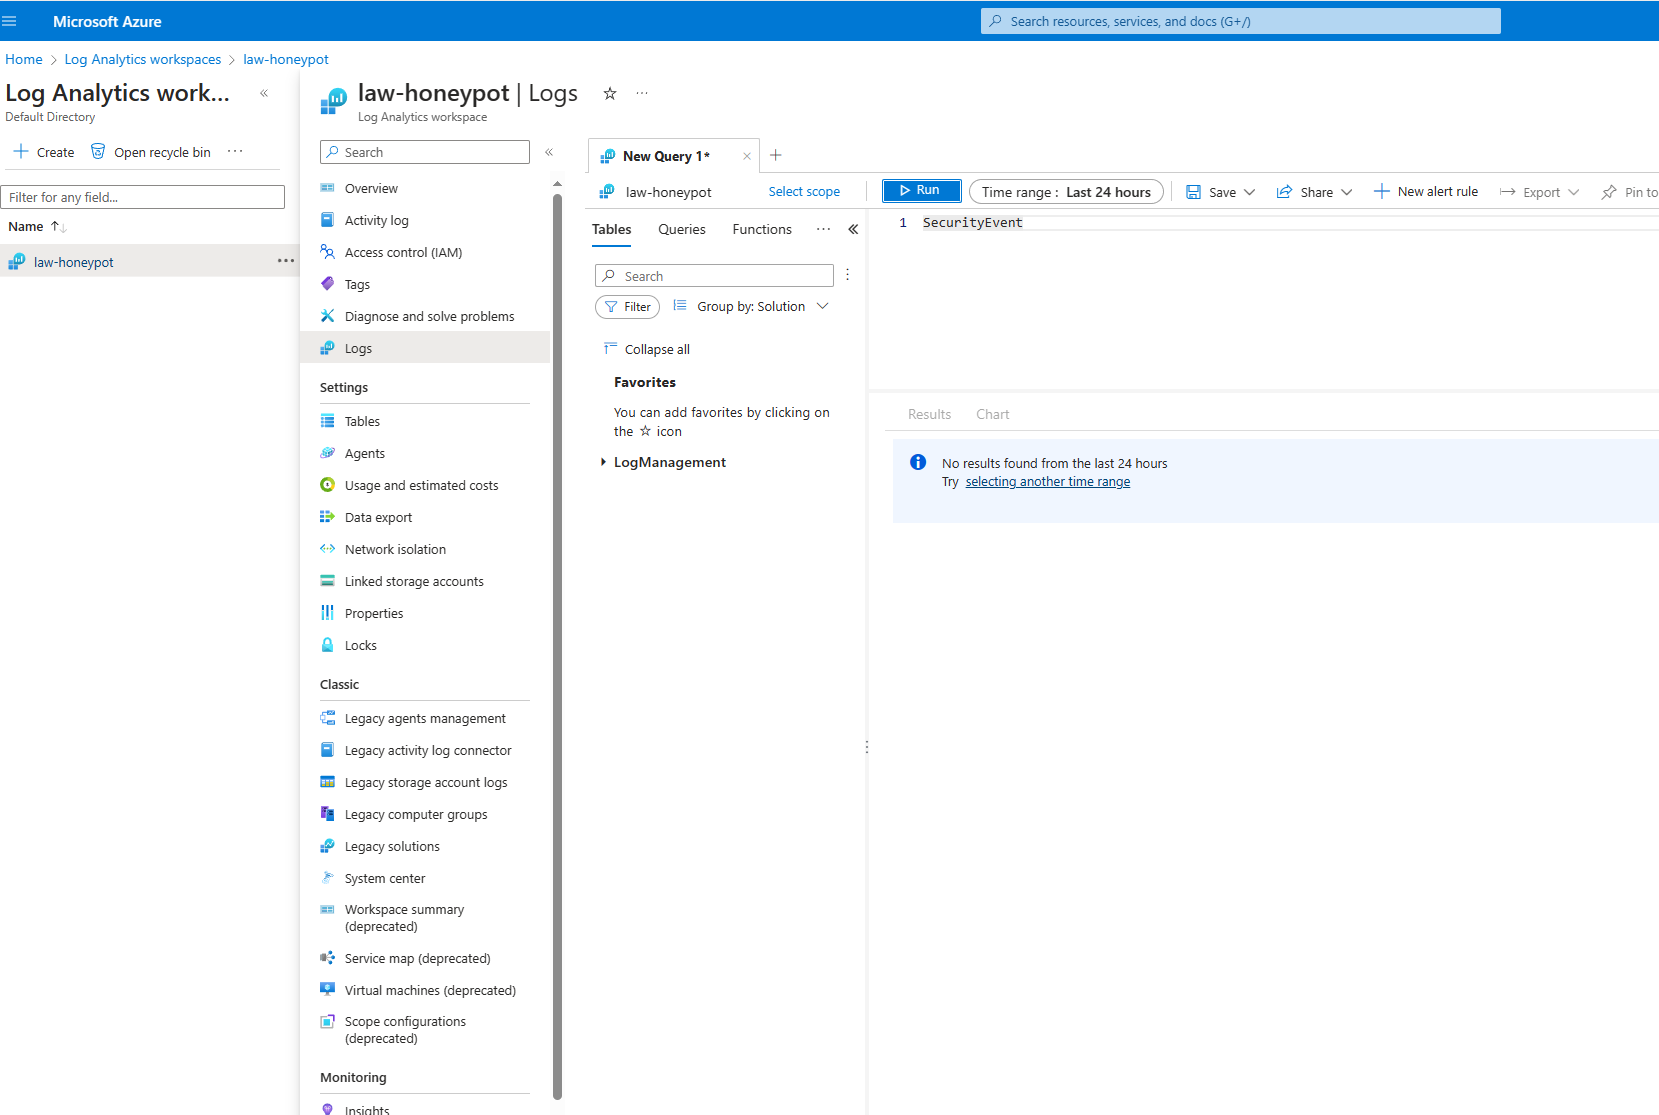 Microsoft Azure
Search resources, services, and docs (G+/)
Home > Log Analytics workspaces > law-honeypot
Log Analytics work...
Default Directory
Create
Open recycle bin
Filter for any field...
Name
law-honeypot
law-honeypot | Logs
Log Analytics workspace
Search
Overview
Activity log
Access control (IAM)
Tags
Diagnose and solve problems
Logs
Settings
Tables
Agents
Usage and estimated costs
Data export
Network isolation
Linked storage accounts
Properties
Locks
Classic
Legacy agents management
Legacy activity log connector
Legacy storage account logs
Legacy computer groups
Legacy solutions
System center
Workspace summary
(deprecated)
Service map (deprecated)
Virtual machines (deprecated)
Scope configurations
(deprecated)
Monitoring
Insights
New Query 1*
law-honeypot
Select scope
Run
Time range : Last 24 hours
Save
Share
New alert rule
Export
Pin to
Tables Queries Functions
Search
Filter
Group by: Solution
Collapse all
Favorites
You can add favorites by clicking on
the ☆ icon
LogManagement
1 SecurityEvent
Results Chart
No results found from the last 24 hours
Try selecting another time range